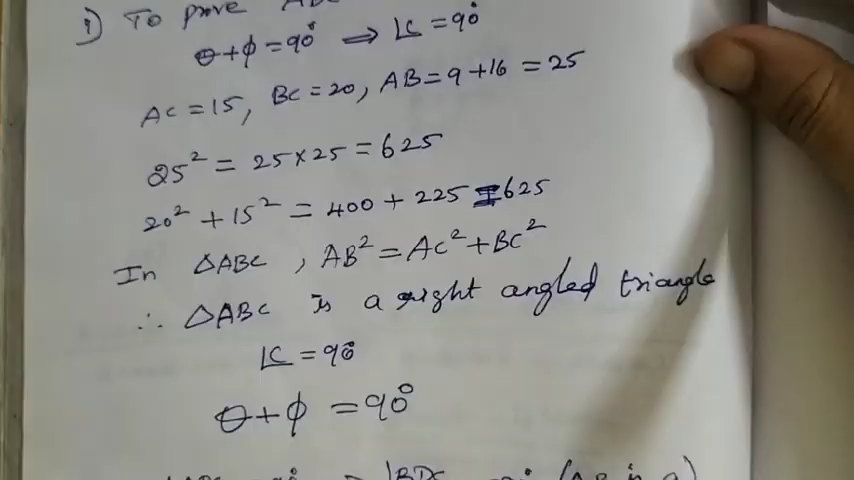 1) To prove
θ+ϕ = 90° ⟹ ∠C = 90°
AC = 15, BC = 20, AB = 9 + 16 = 25
25² = 25 × 25 = 625
20² + 15² = 400 + 225 = 625
In △ABC, AB² = AC² + BC²
∴ △ABC is a right angled triangle
∠C = 90°
θ+ϕ = 90°